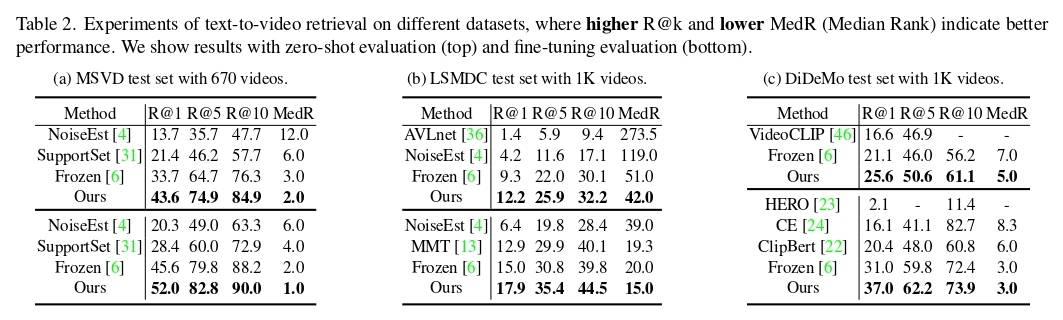 Table 2. Experiments of text-to-video retrieval on different datasets, where higher R@k and lower MedR (Median Rank) indicate better
performance. We show results with zero-shot evaluation (top) and fine-tuning evaluation (bottom).
(a) MSVD test set with 670 videos.
Method R@1 R@5 R@10 MedR
NoiseEst [4] 13.7 35.7 47.7 12.0
SupportSet [31] 21.4 46.2 57.7 6.0
Frozen [6] 33.7 64.7 76.3 3.0
Ours 43.6 74.9 84.9 2.0
NoiseEst [4] 20.3 49.0 63.3 6.0
SupportSet [31] 28.4 60.0 72.9 4.0
Frozen [6] 45.6 79.8 88.2 2.0
Ours 52.0 82.8 90.0 1.0
(b) LSMDC test set with 1K videos.
Method R@1 R@5 R@10 MedR
AVLnet [36] 1.4 5.9 9.4 273.5
NoiseEst [4] 4.2 11.6 17.1 119.0
Frozen [6] 9.3 22.0 30.1 51.0
Ours 12.2 25.9 32.2 42.0
NoiseEst [4] 6.4 19.8 28.4 39.0
MMT [13] 12.9 29.9 40.1 19.3
Frozen [6] 15.0 30.8 39.8 20.0
Ours 17.9 35.4 44.5 15.0
(c) DiDeMo test set with 1K videos.
Method R@1 R@5 R@10 MedR
VideoCLIP [46] 16.6 46.9 - -
Frozen [6] 21.1 46.0 56.2 7.0
Ours 25.6 50.6 61.1 5.0
HERO [23] 2.1 - 11.4 -
CE [24] 16.1 41.1 82.7 8.3
ClipBert [22] 20.4 48.0 60.8 6.0
Frozen [6] 31.0 59.8 72.4 3.0
Ours 37.0 62.2 73.9 3.0